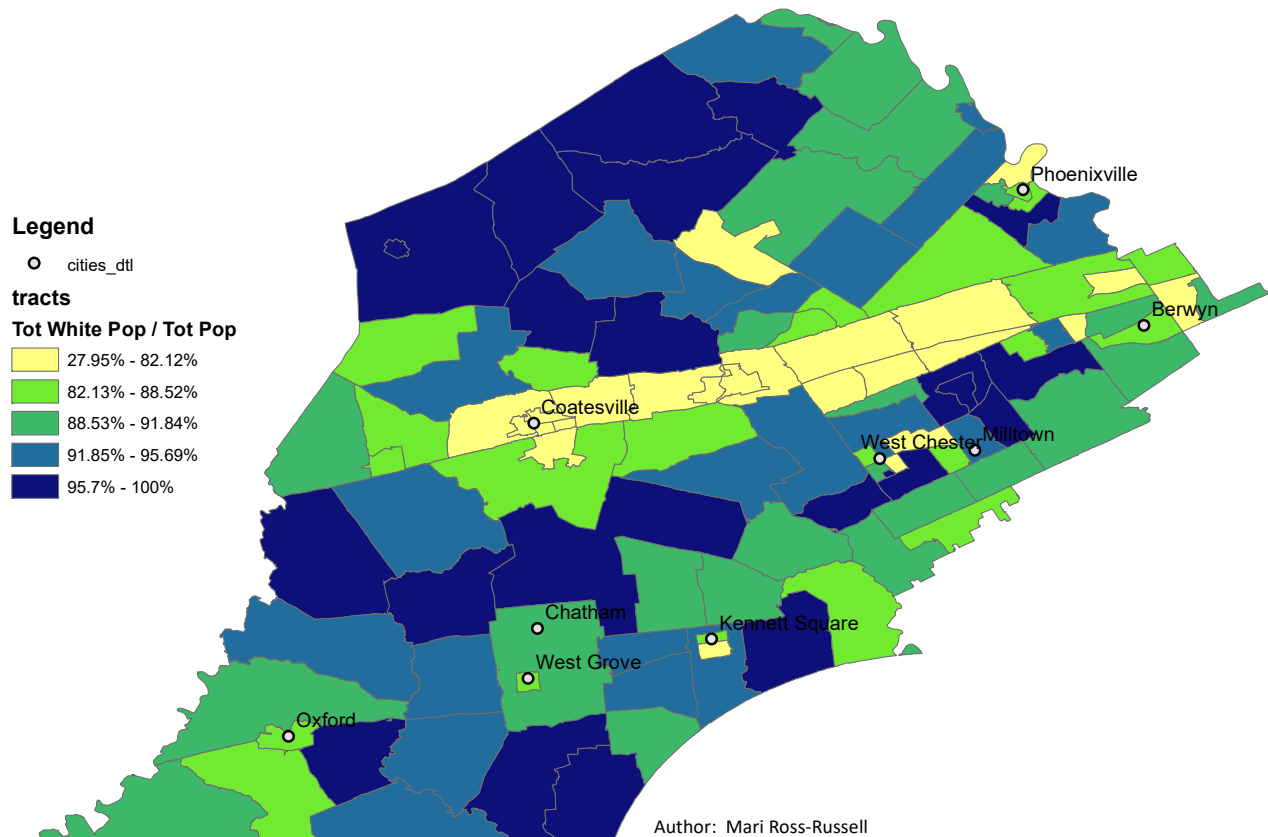 Phoenixville
Legend
cities_dtl
tracts
Tot White Pop / Tot Pop
27.95% - 82.12%
82.13% - 88.52%
88.53% - 91.84%
91.85% - 95.69%
95.7% - 100%
Berwyn
Coatesville
West Chester
Milltown
Chatham
Kennett Square
West Grove
Oxford
Author: Mari Ross-Russell